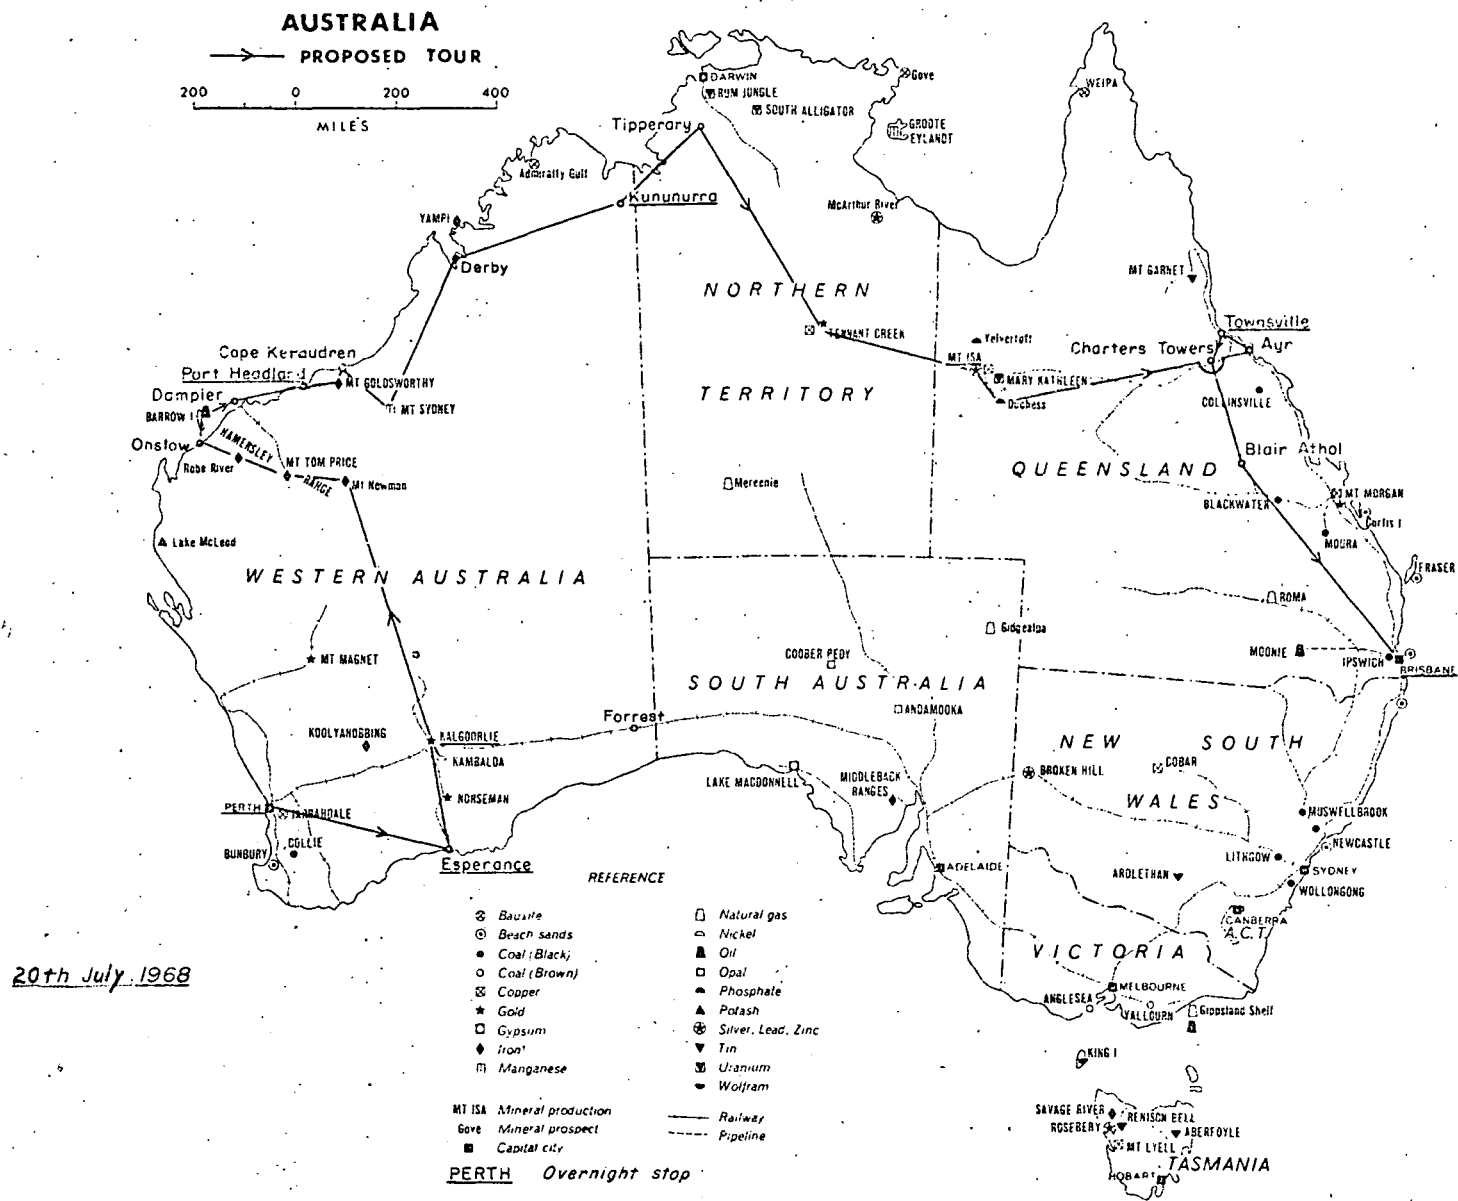 AUSTRALIA
PROPOSED TOUR
200 0 200 400
MILES
DARWIN
RUM JUNGLE
SOUTH ALLIGATOR
Gove
WEIPA
GROOTE
EYLANDT
Tipperary
Admiralty Gulf
Kununurra
McArthur River
YAMPI
Derby
MT GARNET
NORTHERN
TERRITORY
TENNANT CREEK
Yelvertoft
MT ISA
MARY KATHLEEN
Duchess
Townsville
Charters Towers
Ayr
COLLINSVILLE
Cape Keraudren
Port Hedland
MT GOLDSWORTHY
Dampier
MT SYDNEY
BARROW I
Onslow
HAMERSLEY
RANGE
Robe River
MT TOM PRICE
Mt Newman
Blair Athol
QUEENSLAND
Mereenie
BLACKWATER
MT MORGAN
Curtis I
MOURA
Lake McLeod
WESTERN AUSTRALIA
FRASER
ROMA
Gidgealpa
MOONIE
IPSWICH
BRISBANE
MT MAGNET
COOBER PEDY
SOUTH AUSTRALIA
ANDAMOOKA
Forrest
KOOLYANOBBING
KALGOORLIE
KAMBALDA
NEW SOUTH
WALES
BROKEN HILL
COBAR
LAKE MACDONNELL
MIDDLEBACK
RANGES
NORSEMAN
PERTH
JARRAHDALE
COLLIE
BUNBURY
Esperance
MUSWELLBROOK
NEWCASTLE
LITHGOW
SYDNEY
WOLLONGONG
ADELAIDE
ARDLETHAN
CANBERRA
A.C.T.
VICTORIA
MELBOURNE
ANGLESEA
YALLOURN
Gippsland Shelf
KING I
SAVAGE RIVER
RENISON BELL
ROSEBERY
ABERFOYLE
MT LYELL
HOBART
TASMANIA
20th July 1968
REFERENCE
Bauxite
Beach sands
Coal (Black)
Coal (Brown)
Copper
Gold
Gypsum
Iron
Manganese
Natural gas
Nickel
Oil
Opal
Phosphate
Potash
Silver, Lead, Zinc
Tin
Uranium
Wolfram
MT ISA Mineral production
Gove Mineral prospect
Capital city
Railway
Pipeline
PERTH Overnight stop